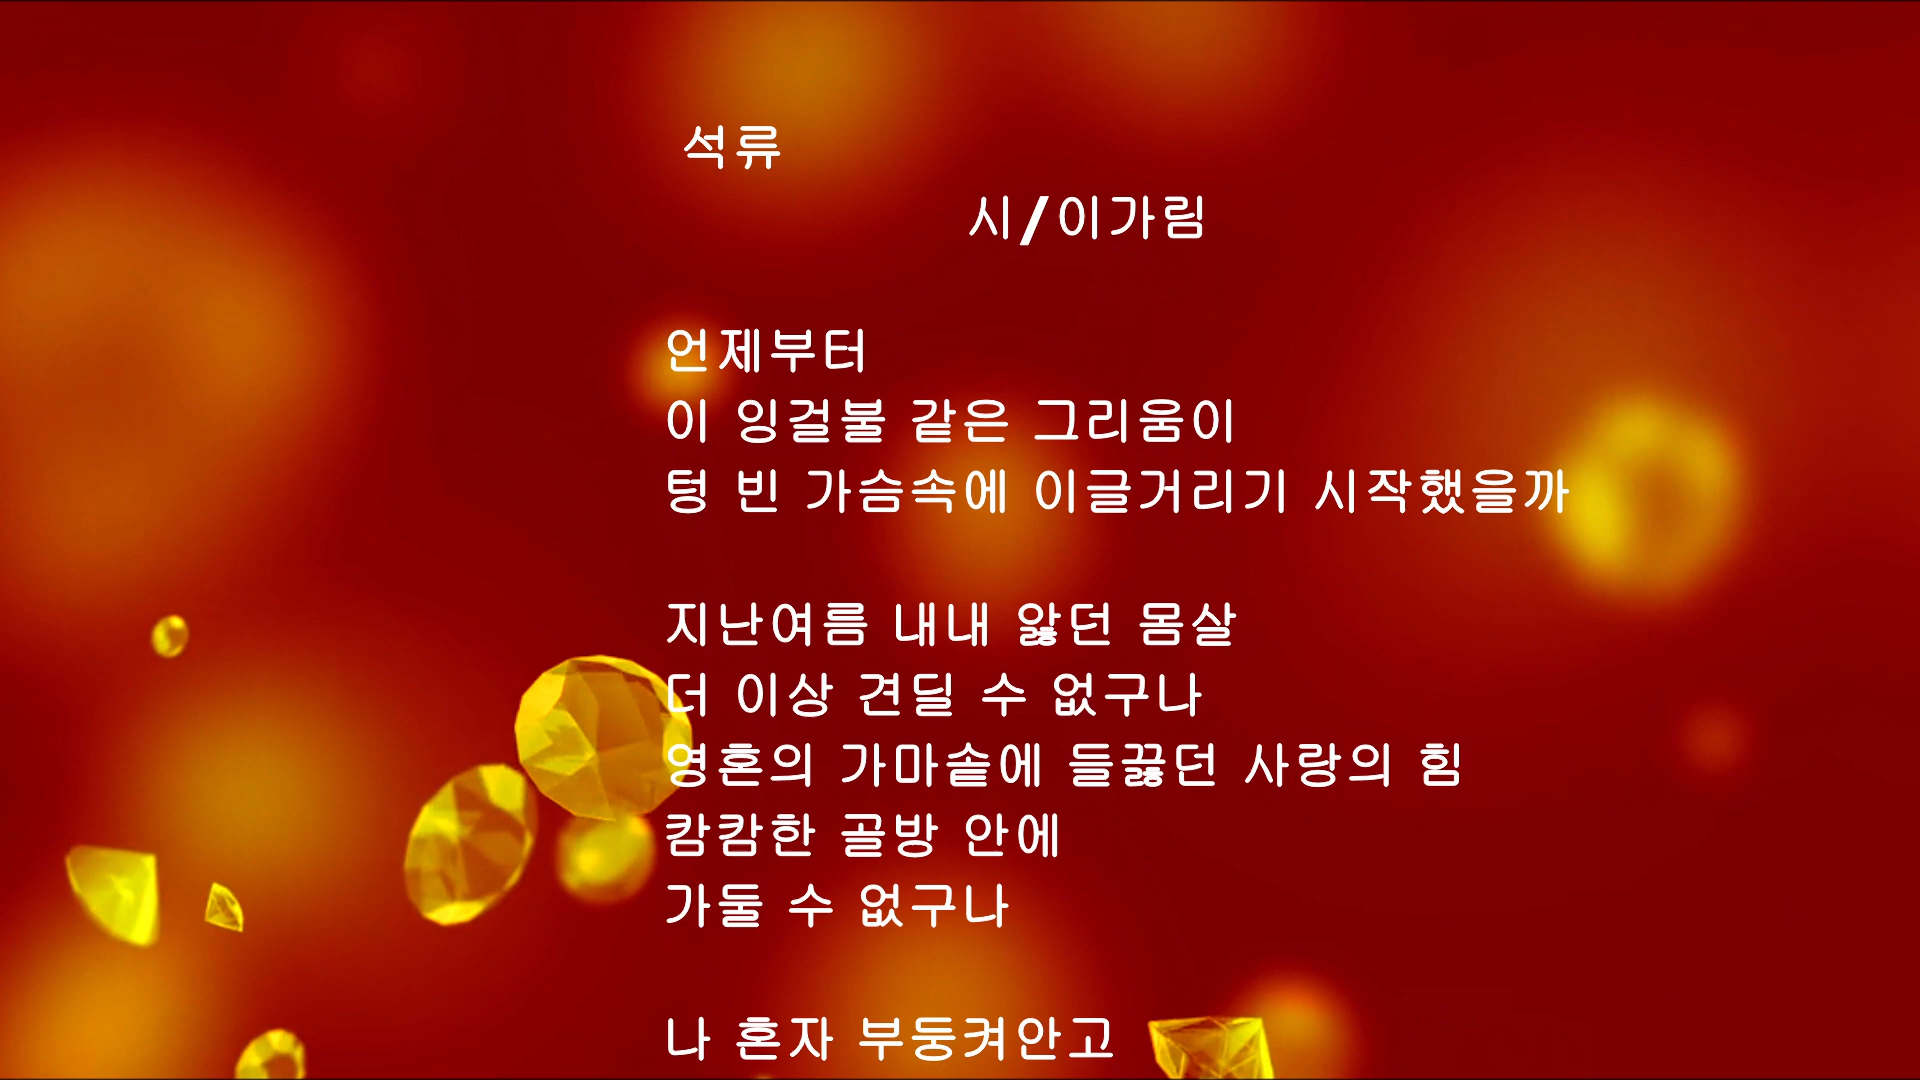 석류
시/이가림
언제부터
이 잉걸불 같은 그리움이
텅 빈 가슴속에 이글거리기 시작했을까
지난여름 내내 앓던 몸살
더 이상 견딜 수 없구나
영혼의 가마솥에 들끓던 사랑의 힘
캄캄한 골방 안에
가둘 수 없구나
나 혼자 부둥켜안고